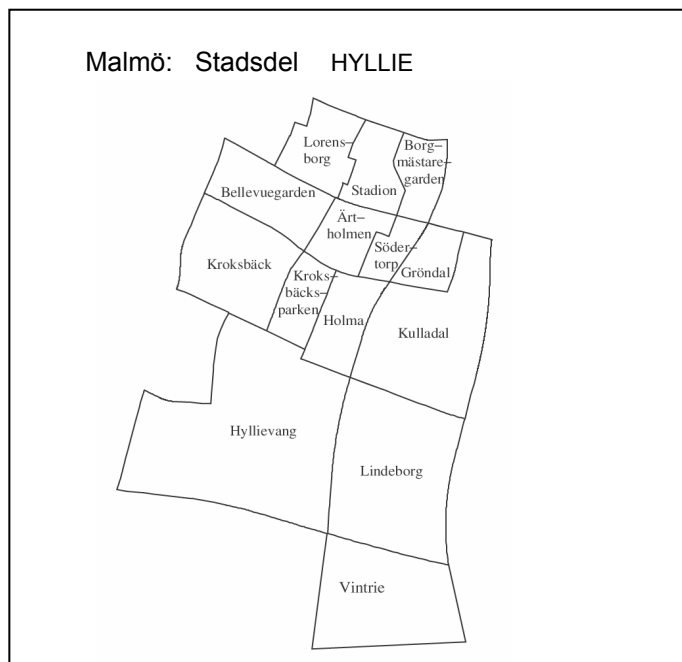 Malmö: Stadsdel HYLLIE
Lorens–
borg
Borg–
mästare–
garden
Stadion
Bellevuegarden
Ärt–
holmen
Söder–
torp
Gröndal
Kroksbäck
Kroks–
bäcks–
parken
Holma
Kulladal
Hyllievang
Lindeborg
Vintrie